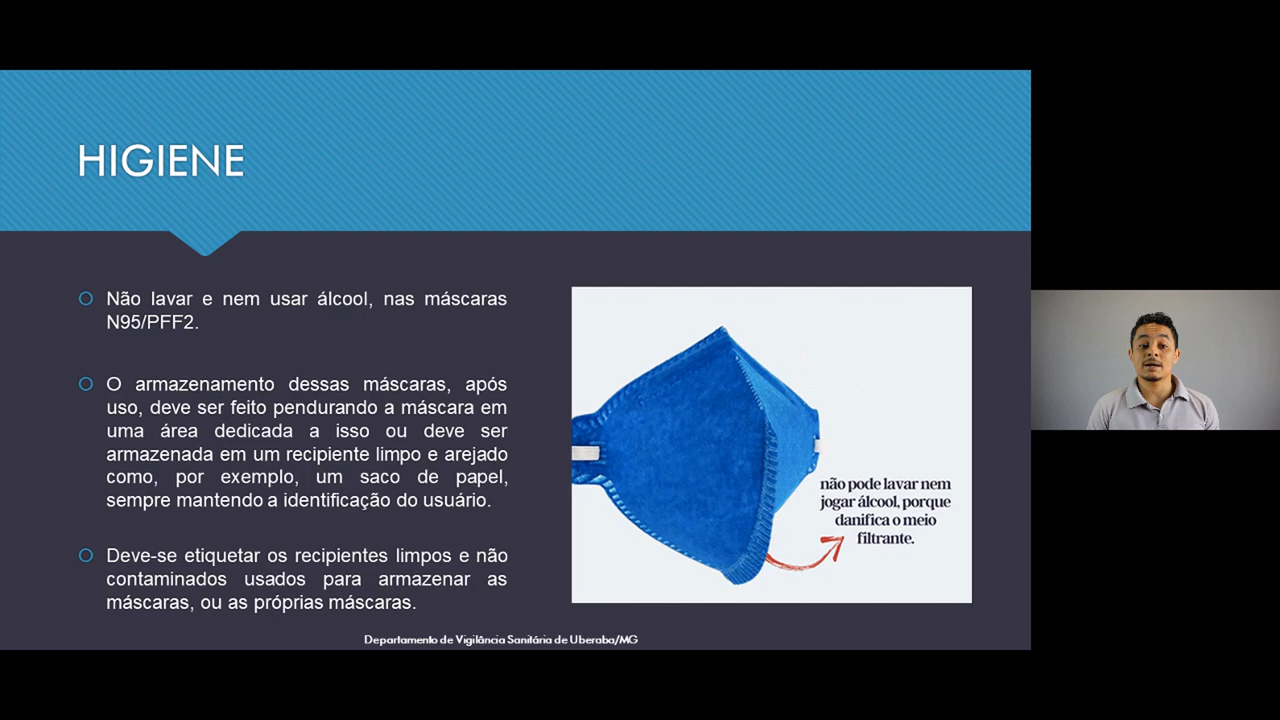 HIGIENE
Não lavar e nem usar álcool, nas máscaras
N95/PFF2.
O armazenamento dessas máscaras, após
uso, deve ser feito pendurando a máscara em
uma área dedicada a isso ou deve ser
armazenada em um recipiente limpo e arejado
como, por exemplo, um saco de papel,
sempre mantendo a identificação do usuário.
Deve-se etiquetar os recipientes limpos e não
contaminados usados para armazenar as
máscaras, ou as próprias máscaras.
não pode lavar nem
jogar álcool, porque
danifica o meio
filtrante.
Departamento de Vigilância Sanitária de Uberaba/MG